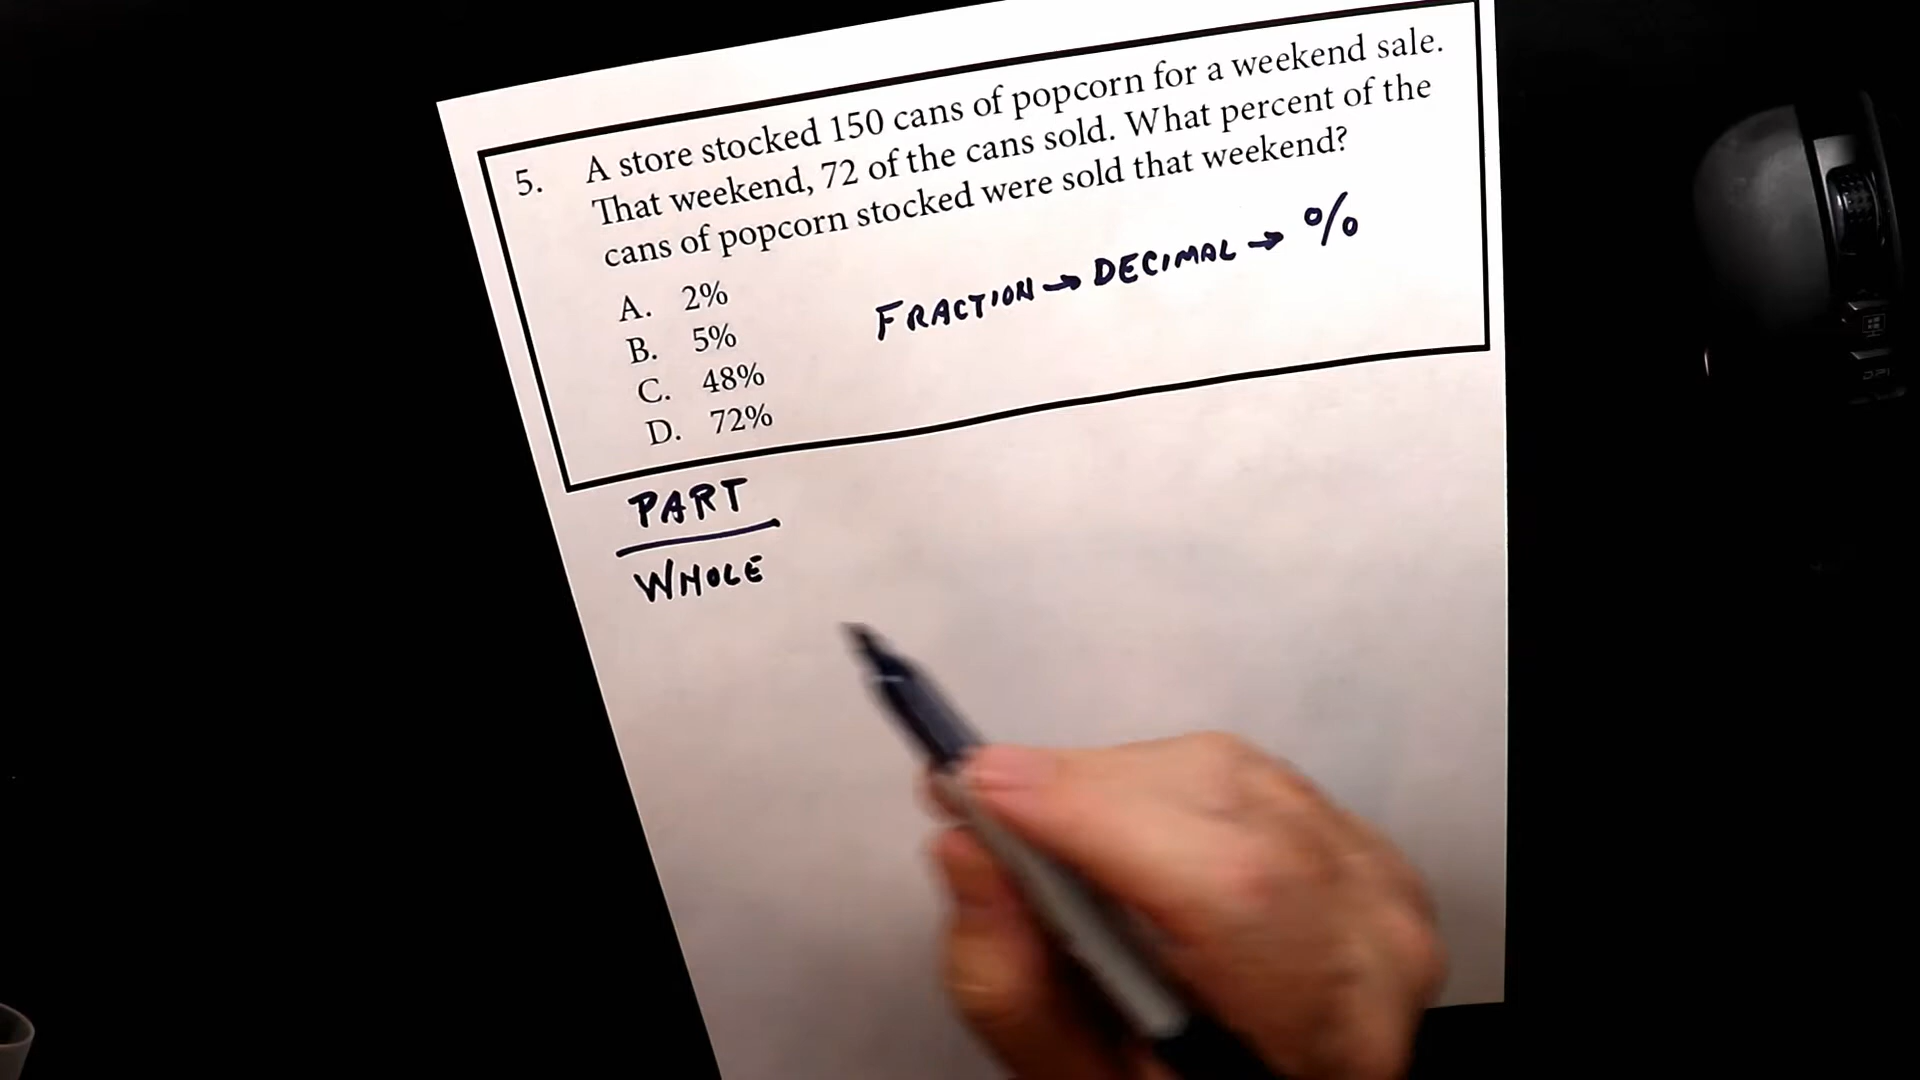 5. A store stocked 150 cans of popcorn for a weekend sale.
That weekend, 72 of the cans sold. What percent of the
cans of popcorn stocked were sold that weekend?
A. 2%
B. 5%
C. 48%
D. 72%
FRACTION → DECIMAL → %
PART
WHOLE
DPI